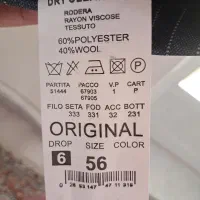 RODERA
RAYON VISCOSE
TESSUTO
60%POLYESTER
40%WOOL
PARTITA PACCO V.P CART
31444 67903 1 P
67905
FILO SETA FOD ACC BOTT
333 331 32 231
ORIGINAL
DROP SIZE COLOR
6 56